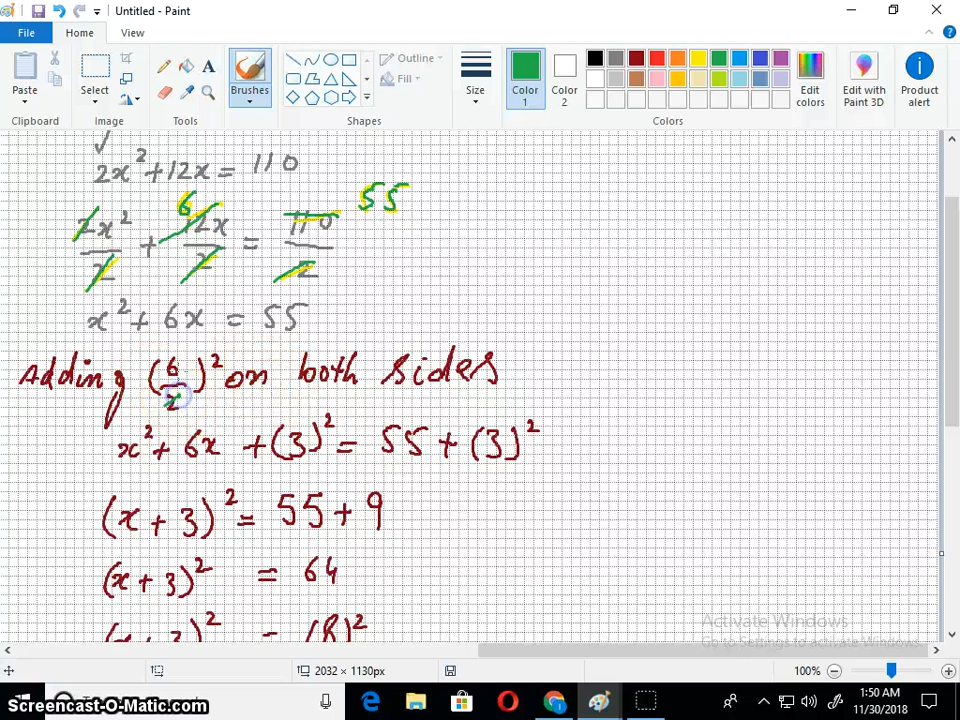 Untitled - Paint
File Home View
Paste Select Brushes Size Color 1 Color 2 Edit colors Edit with Paint 3D Product alert
Outline
Fill
Clipboard Image Tools Shapes Colors
2x² + 12x = 110
6 55
2x²/2 + 12x/2 = 110/2
x² + 6x = 55
Adding (6/2)² on both sides
x² + 6x + (3)² = 55 + (3)²
(x + 3)² = 55 + 9
(x + 3)² = 64
(x + 3)² = (8)²
Activate Windows
Go to Settings to activate Windows.
2032 × 1130px 100%
Screencast-O-Matic.com
1:50 AM
11/30/2018